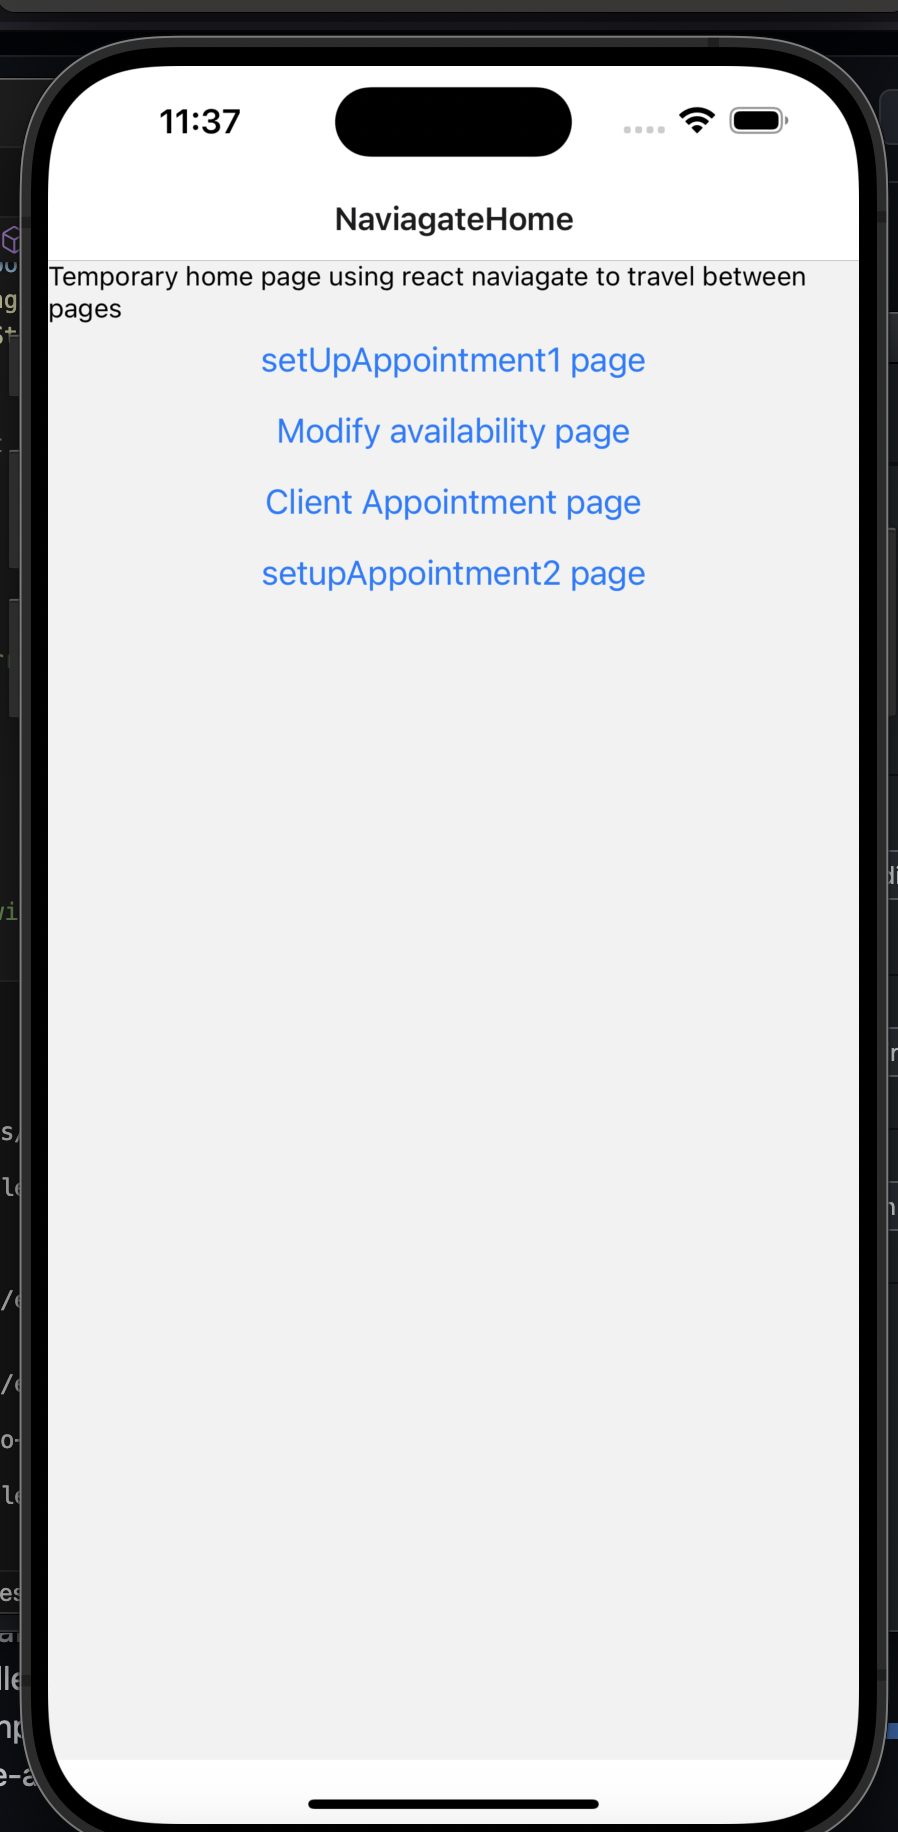 11:37
NaviagateHome
Temporary home page using react naviagate to travel between
pages
setUpAppointment1 page
Modify availability page
Client Appointment page
setupAppointment2 page